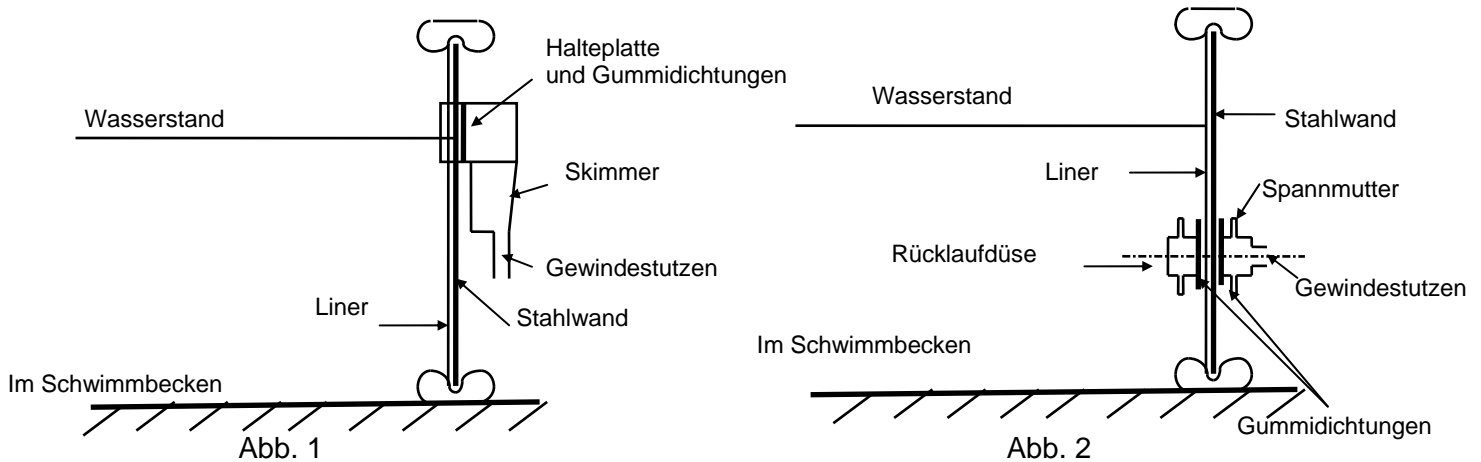 Halteplatte
und Gummidichtungen
Wasserstand
Skimmer
Gewindestutzen
Liner
Stahlwand
Im Schwimmbecken
Abb. 1
Wasserstand
Stahlwand
Liner
Spannmutter
Rücklaufdüse
Gewindestutzen
Im Schwimmbecken
Gummidichtungen
Abb. 2